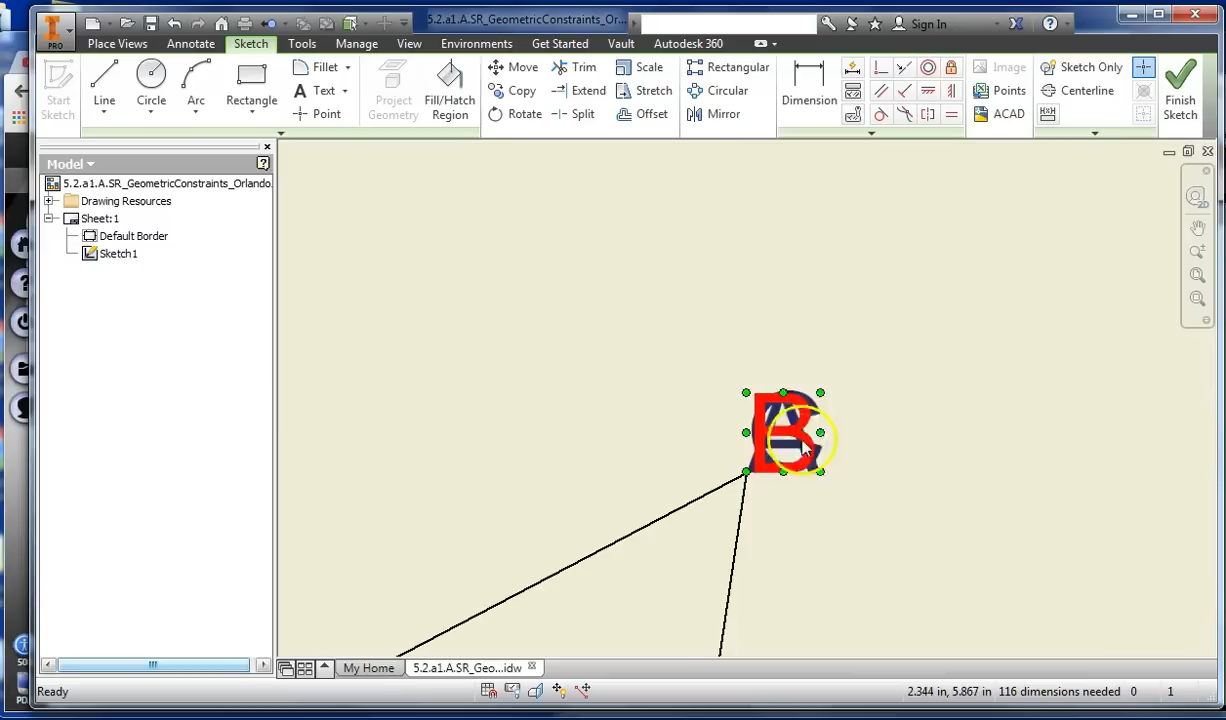 5.2.a1.A.SR_GeometricConstraints_Or...
Sign In
PRO
Place Views
Annotate
Sketch
Tools
Manage
View
Environments
Get Started
Vault
Autodesk 360
Start Sketch
Line
Circle
Arc
Rectangle
Fillet
Text
Point
Project Geometry
Fill/Hatch Region
Move
Copy
Rotate
Trim
Extend
Split
Scale
Stretch
Offset
Rectangular
Circular
Mirror
Dimension
Image
Points
ACAD
Sketch Only
Centerline
Finish Sketch
Model
5.2.a1.A.SR_GeometricConstraints_Orlando.
Drawing Resources
Sheet:1
Default Border
Sketch1
2D
B
My Home
5.2.a1.A.SR_Geo...idw
Ready
2.344 in, 5.867 in 116 dimensions needed 0 1